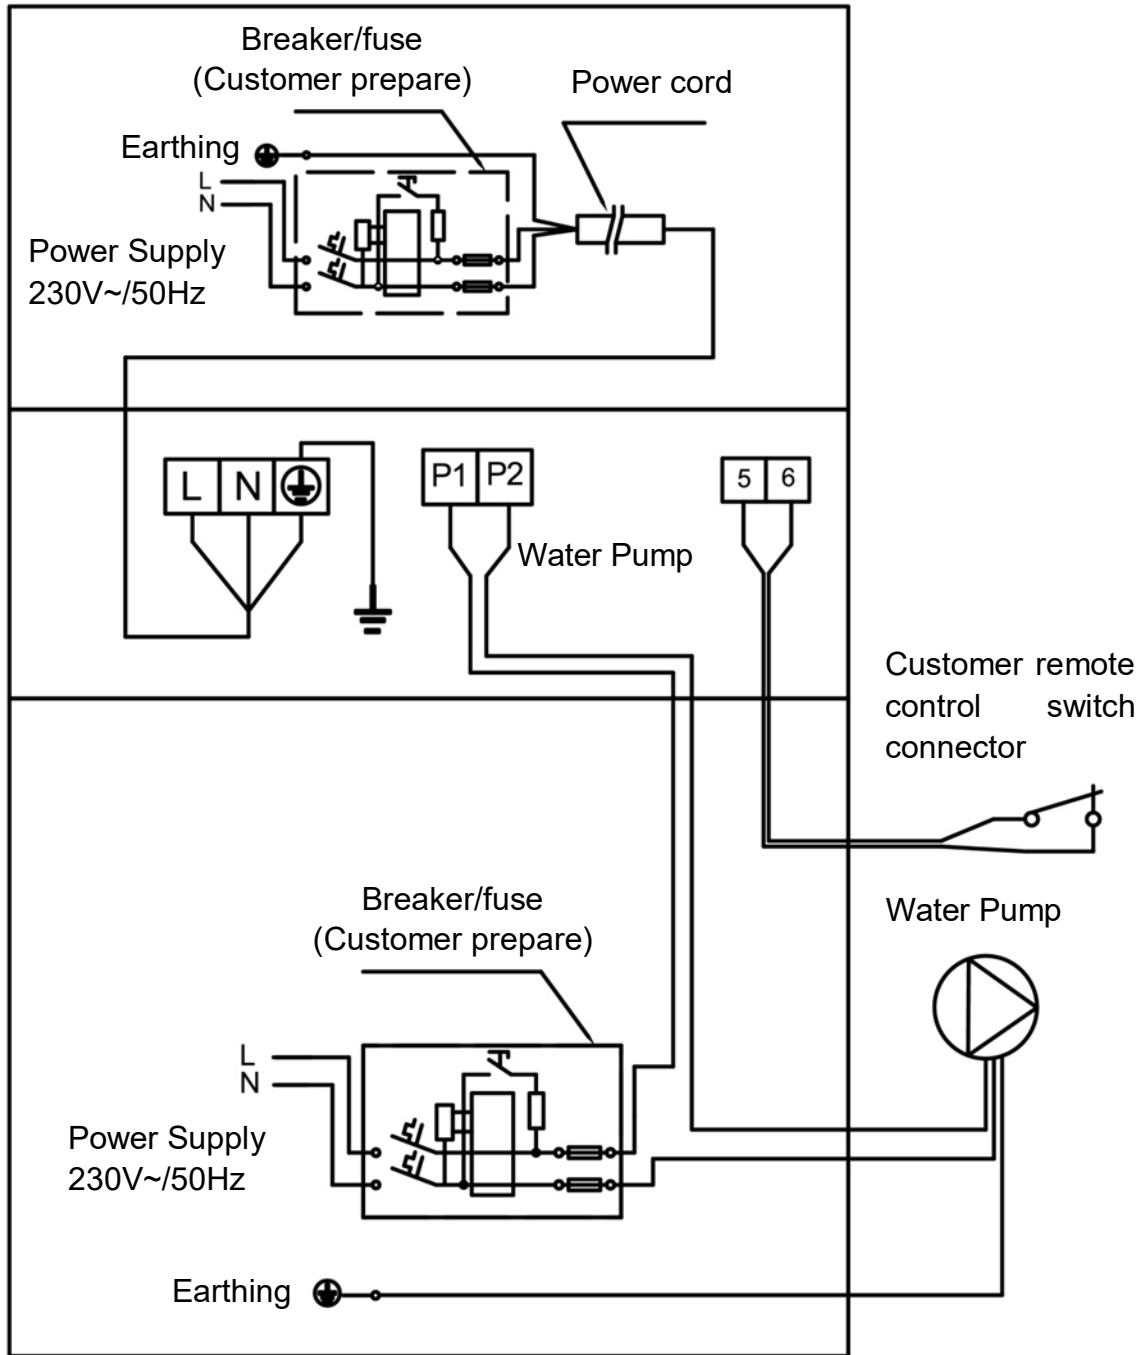 Breaker/fuse
(Customer prepare)
Power cord
Earthing
L
N
Power Supply
230V~/50Hz
L N
P1 P2
5 6
Water Pump
Customer remote
control switch
connector
Breaker/fuse
(Customer prepare)
Water Pump
L
N
Power Supply
230V~/50Hz
Earthing